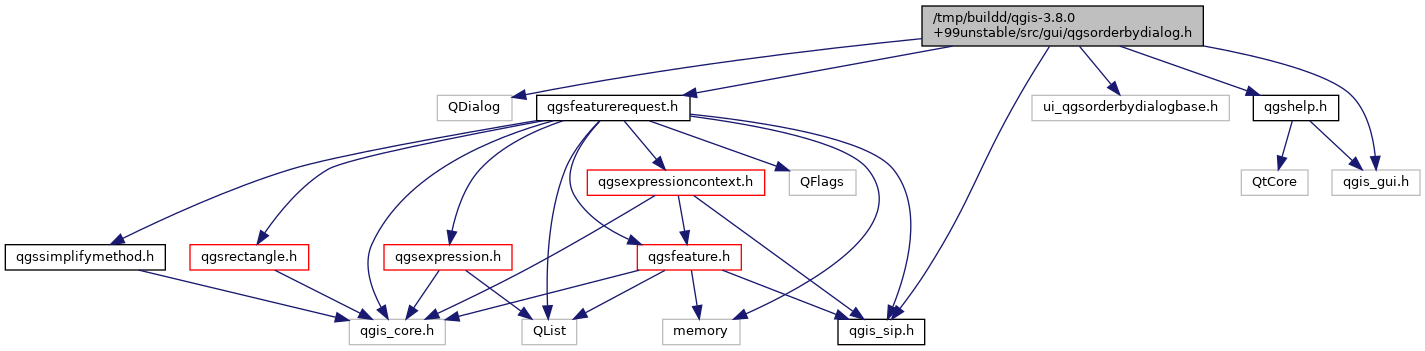 /tmp/buildd/qgis-3.8.0
+99unstable/src/gui/qgsorderbydialog.h
QDialog
qgsfeaturerequest.h
ui_qgsorderbydialogbase.h
qgshelp.h
qgsexpressioncontext.h
QFlags
QtCore
qgis_gui.h
qgssimplifymethod.h
qgsrectangle.h
qgsexpression.h
qgsfeature.h
qgis_core.h
QList
memory
qgis_sip.h